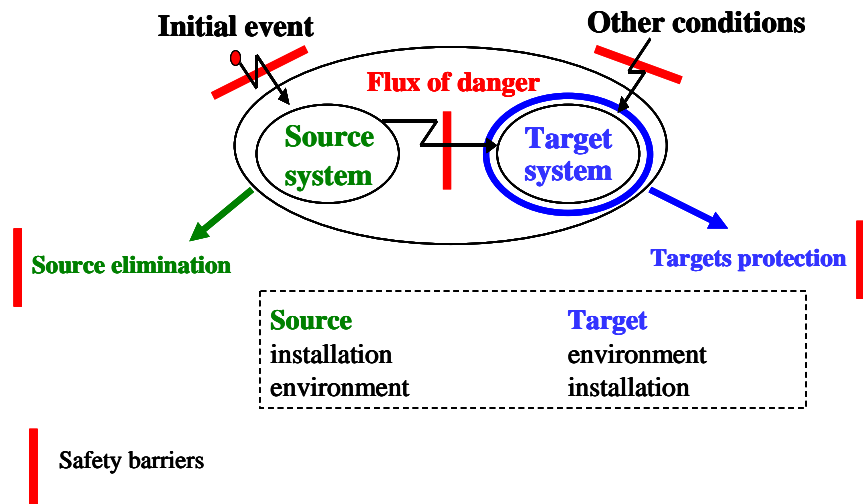 Initial event
Other conditions
Flux of danger
Source
system
Target
system
Source elimination
Targets protection
Source Target
installation environment
environment installation
Safety barriers